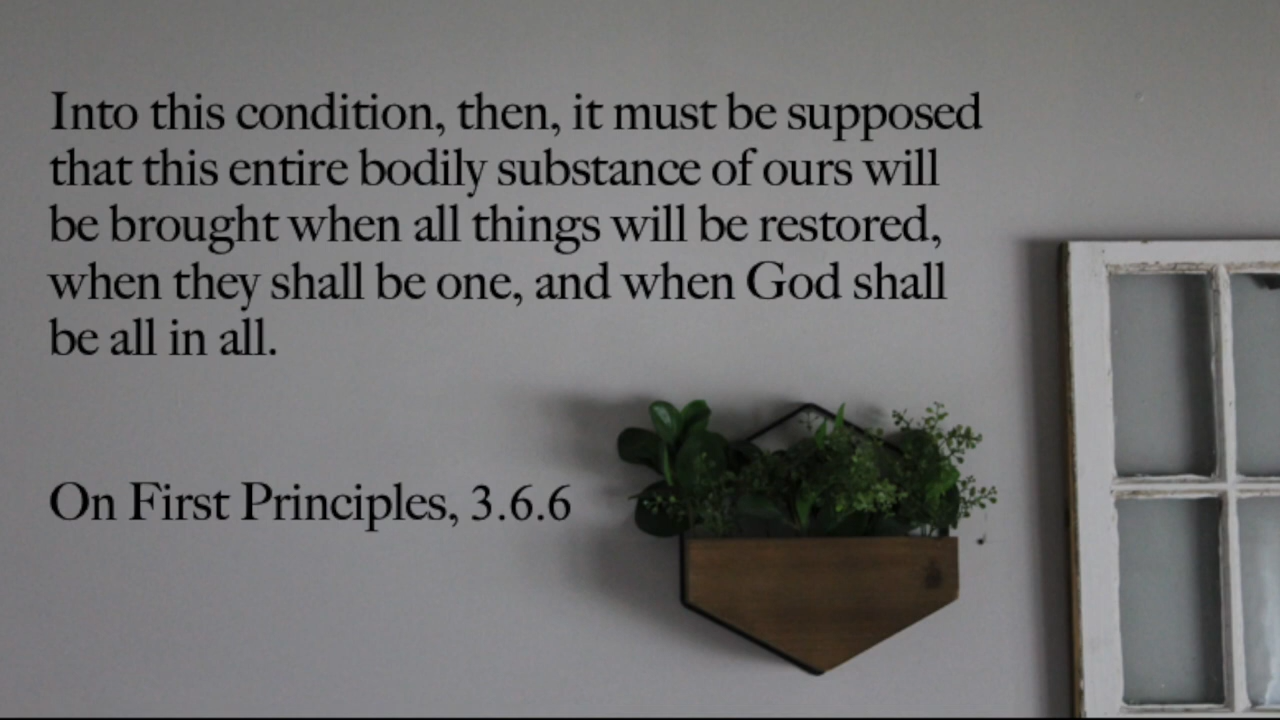 Into this condition, then, it must be supposed
that this entire bodily substance of ours will
be brought when all things will be restored,
when they shall be one, and when God shall
be all in all.
On First Principles, 3.6.6